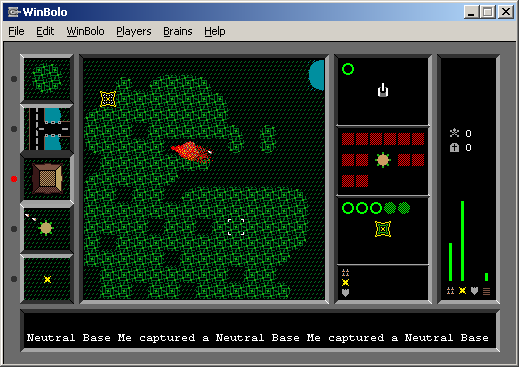 WinBolo
File Edit WinBolo Players Brains Help
0
0
Neutral Base Me captured a Neutral Base Me captured a Neutral Base